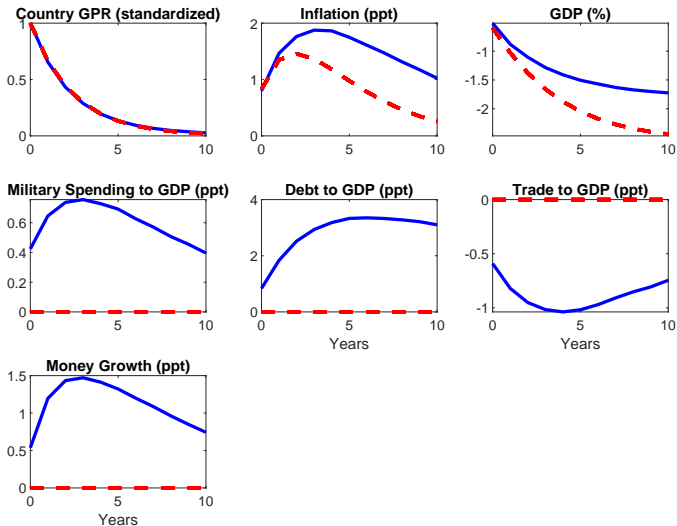 Country GPR (standardized)
1
0.5
0
0 5 10
Inflation (ppt)
2
1
0
0 5 10
GDP (%)
-1
-1.5
-2
0 5 10
Military Spending to GDP (ppt)
0.6
0.4
0.2
0
0 5 10
Debt to GDP (ppt)
4
2
0
0 5 10
Years
Trade to GDP (ppt)
0
-0.5
-1
0 5 10
Years
Money Growth (ppt)
1.5
1
0.5
0
0 5 10
Years